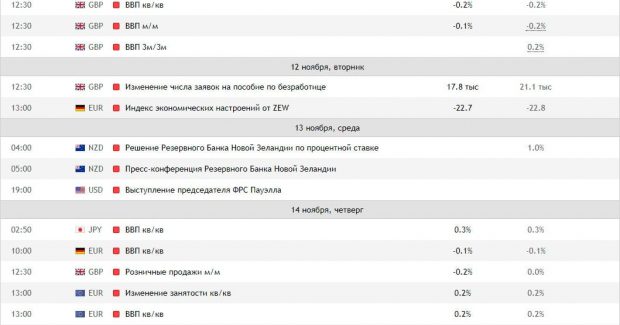 12:30 GBP ВВП кв/кв -0.2% -0.2%
12:30 GBP ВВП м/м -0.1% -0.2%
12:30 GBP ВВП 3м/3м 0.2%
12 ноября, вторник
12:30 GBP Изменение числа заявок на пособие по безработице 17.8 тыс 21.1 тыс
13:00 EUR Индекс экономических настроений от ZEW -22.7 -22.8
13 ноября, среда
04:00 NZD Решение Резервного Банка Новой Зеландии по процентной ставке 1.0%
05:00 NZD Пресс-конференция Резервного Банка Новой Зеландии
19:00 USD Выступление председателя ФРС Пауэлла
14 ноября, четверг
02:50 JPY ВВП кв/кв 0.3% 0.3%
10:00 EUR ВВП кв/кв -0.1% -0.1%
12:30 GBP Розничные продажи м/м -0.2% 0.0%
13:00 EUR Изменение занятости кв/кв 0.2% 0.2%
13:00 EUR ВВП кв/кв 0.2% 0.2%